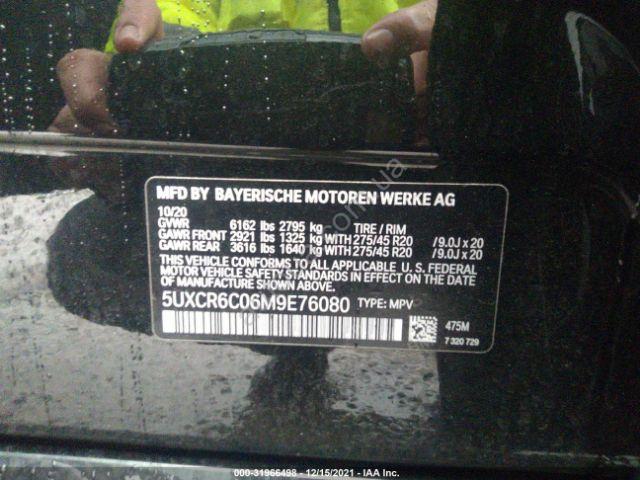 MFD BY BAYERISCHE MOTOREN WERKE AG
10/20
GVWR 6162 lbs 2795 kg TIRE / RIM
GAWR FRONT 2921 lbs 1325 kg WITH 275/45 R20 / 9.0J x 20
GAWR REAR 3616 lbs 1640 kg WITH 275/45 R20 / 9.0J x 20
THIS VEHICLE CONFORMS TO ALL APPLICABLE U. S. FEDERAL
MOTOR VEHICLE SAFETY STANDARDS IN EFFECT ON THE DATE
OF MANUFACTURE SHOWN ABOVE.
5UXCR6C06M9E76080 TYPE: MPV
475M
7 320 729
000-31966498 - 12/15/2021 - IAA Inc.